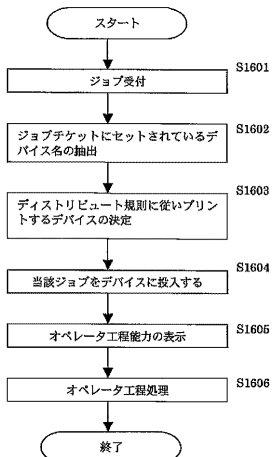 スタート
S1601
ジョブ受付
S1602
ジョブチケットにセットされているデ
バイス名の抽出
S1603
ディストリビュート規則に従いプリン
トするデバイスの決定
S1604
当該ジョブをデバイスに投入する
S1605
オペレータ工程能力の表示
S1606
オペレータ工程処理
終了